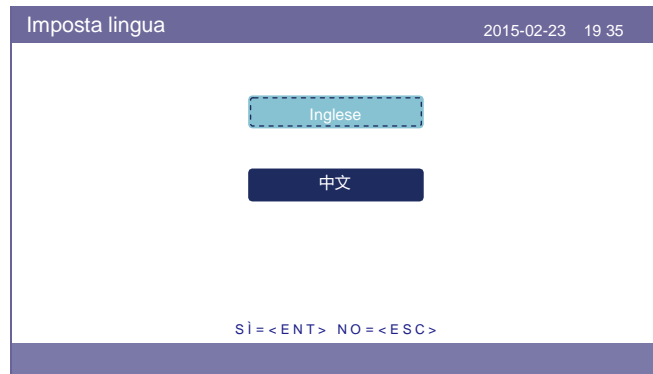 Imposta lingua
2015-02-23 19 35
Inglese
中文
SÌ=<ENT> NO=<ESC>